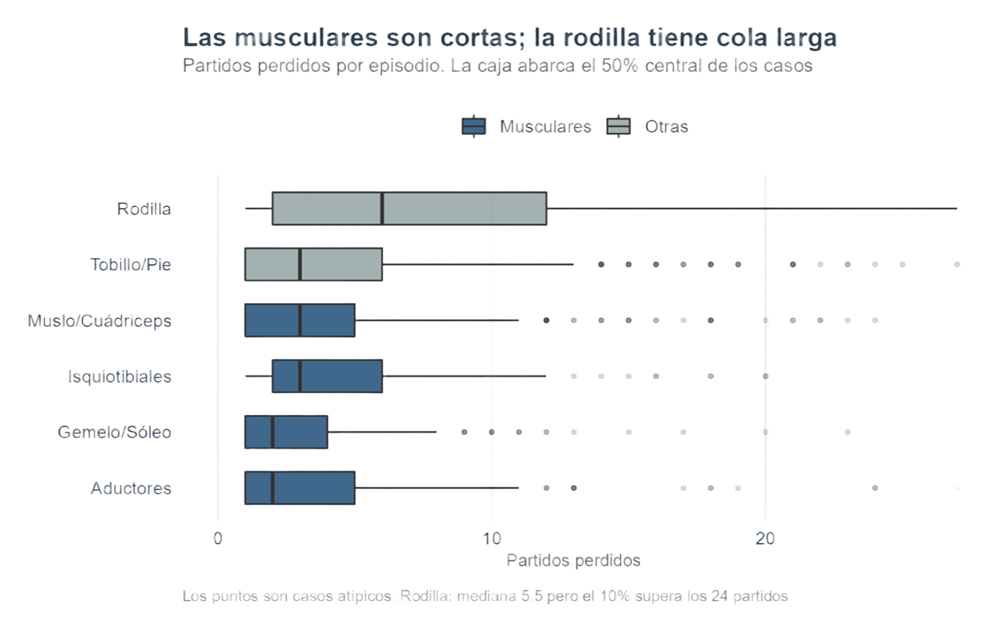 Las musculares son cortas; la rodilla tiene cola larga
Partidos perdidos por episodio. La caja abarca el 50% central de los casos
Musculares Otras
Rodilla
Tobillo/Pie
Muslo/Cuádriceps
Isquiotibiales
Gemelo/Sóleo
Aductores
0 10 20
Partidos perdidos
Los puntos son casos atípicos. Rodilla: mediana 5.5 pero el 10% supera los 24 partidos